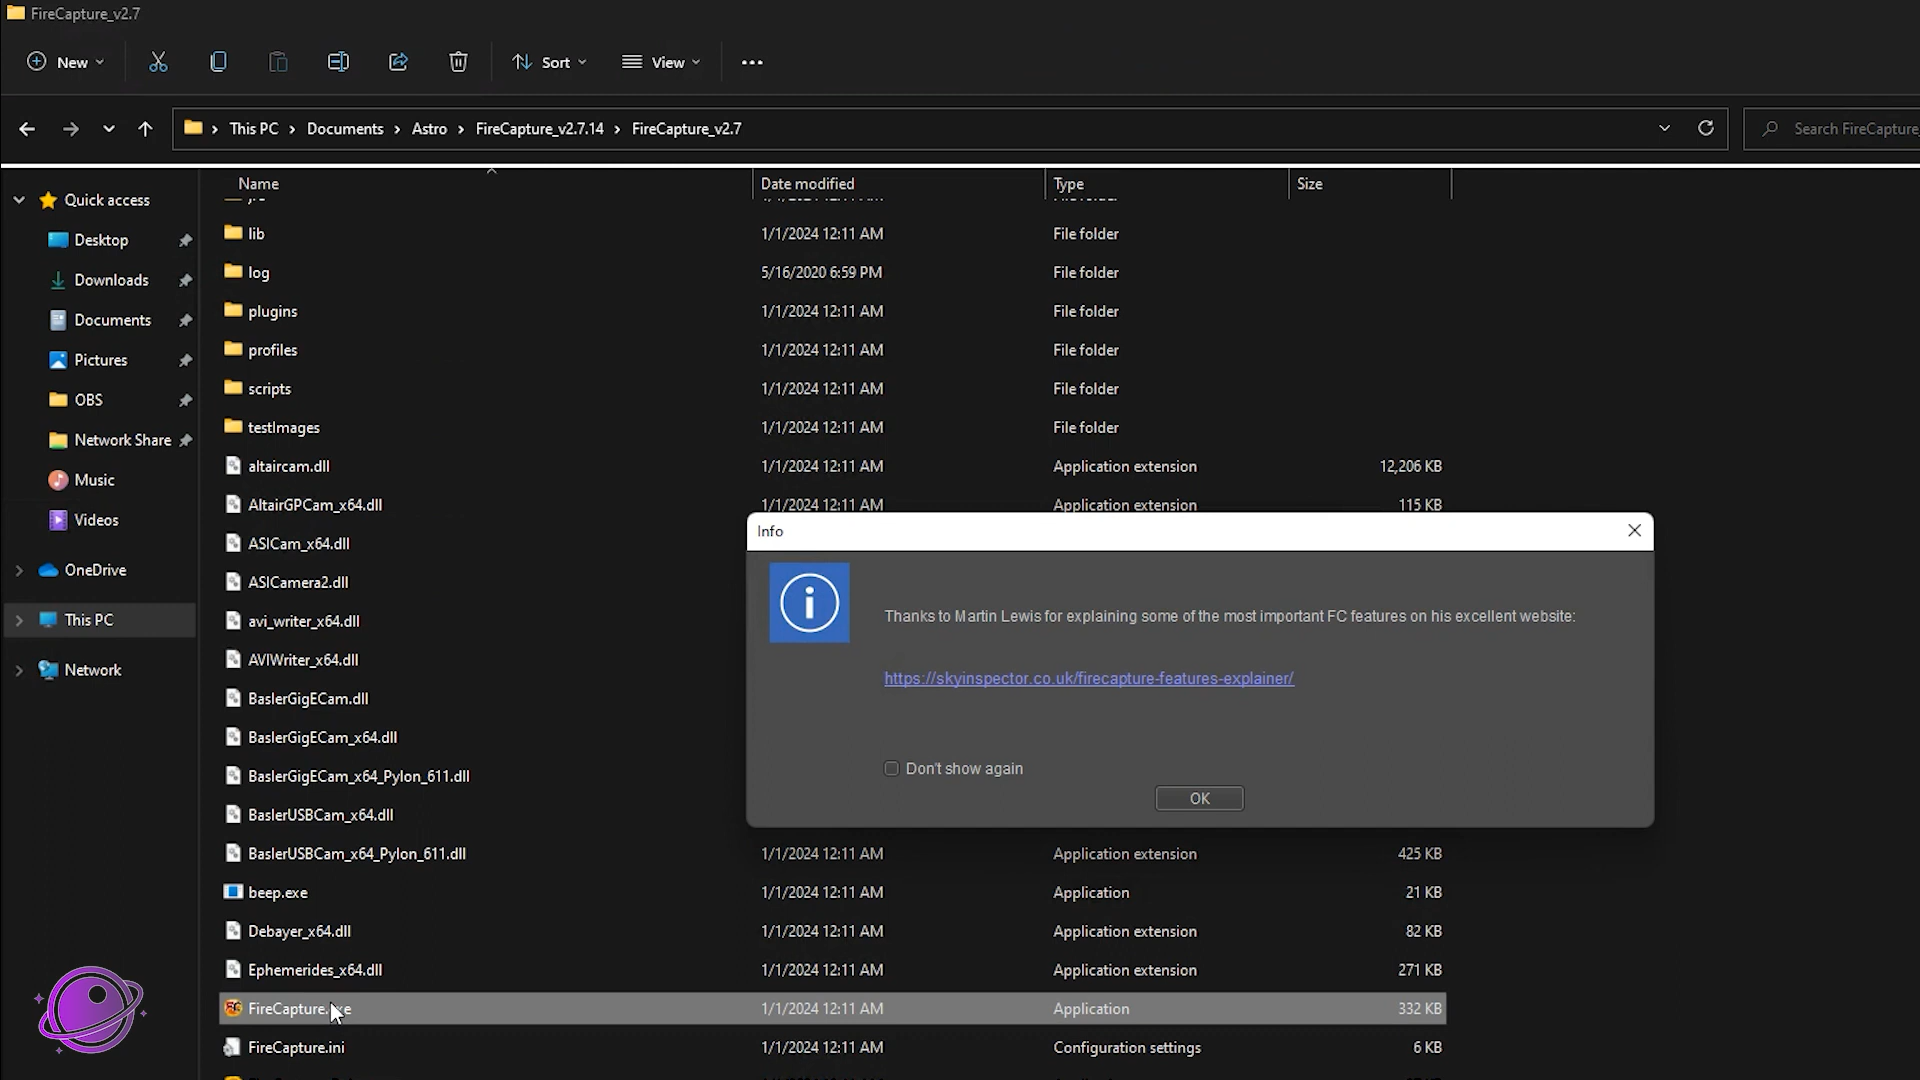 FireCapture_v2.7
New
Sort
View
This PC > Documents > Astro > FireCapture_v2.7.14 > FireCapture_v2.7
Search FireCapture_
Name Date modified Type Size
Quick access
Desktop
Downloads
Documents
Pictures
OBS
Network Share
Music
Videos
OneDrive
This PC
Network
lib 1/1/2024 12:11 AM File folder
log 5/16/2020 6:59 PM File folder
plugins 1/1/2024 12:11 AM File folder
profiles 1/1/2024 12:11 AM File folder
scripts 1/1/2024 12:11 AM File folder
testImages 1/1/2024 12:11 AM File folder
altaircam.dll 1/1/2024 12:11 AM Application extension 12,206 KB
AltairGPCam_x64.dll 1/1/2024 12:11 AM Application extension 115 KB
ASICam_x64.dll
ASICamera2.dll
avi_writer_x64.dll
AVIWriter_x64.dll
BaslerGigECam.dll
BaslerGigECam_x64.dll
BaslerGigECam_x64_Pylon_611.dll
BaslerUSBCam_x64.dll
BaslerUSBCam_x64_Pylon_611.dll 1/1/2024 12:11 AM Application extension 425 KB
beep.exe 1/1/2024 12:11 AM Application 21 KB
Debayer_x64.dll 1/1/2024 12:11 AM Application extension 82 KB
Ephemerides_x64.dll 1/1/2024 12:11 AM Application extension 271 KB
FireCapture.exe 1/1/2024 12:11 AM Application 332 KB
FireCapture.ini 1/1/2024 12:11 AM Configuration settings 6 KB
Info
Thanks to Martin Lewis for explaining some of the most important FC features on his excellent website:
https://skyinspector.co.uk/firecapture-features-explainer/
Don't show again
OK